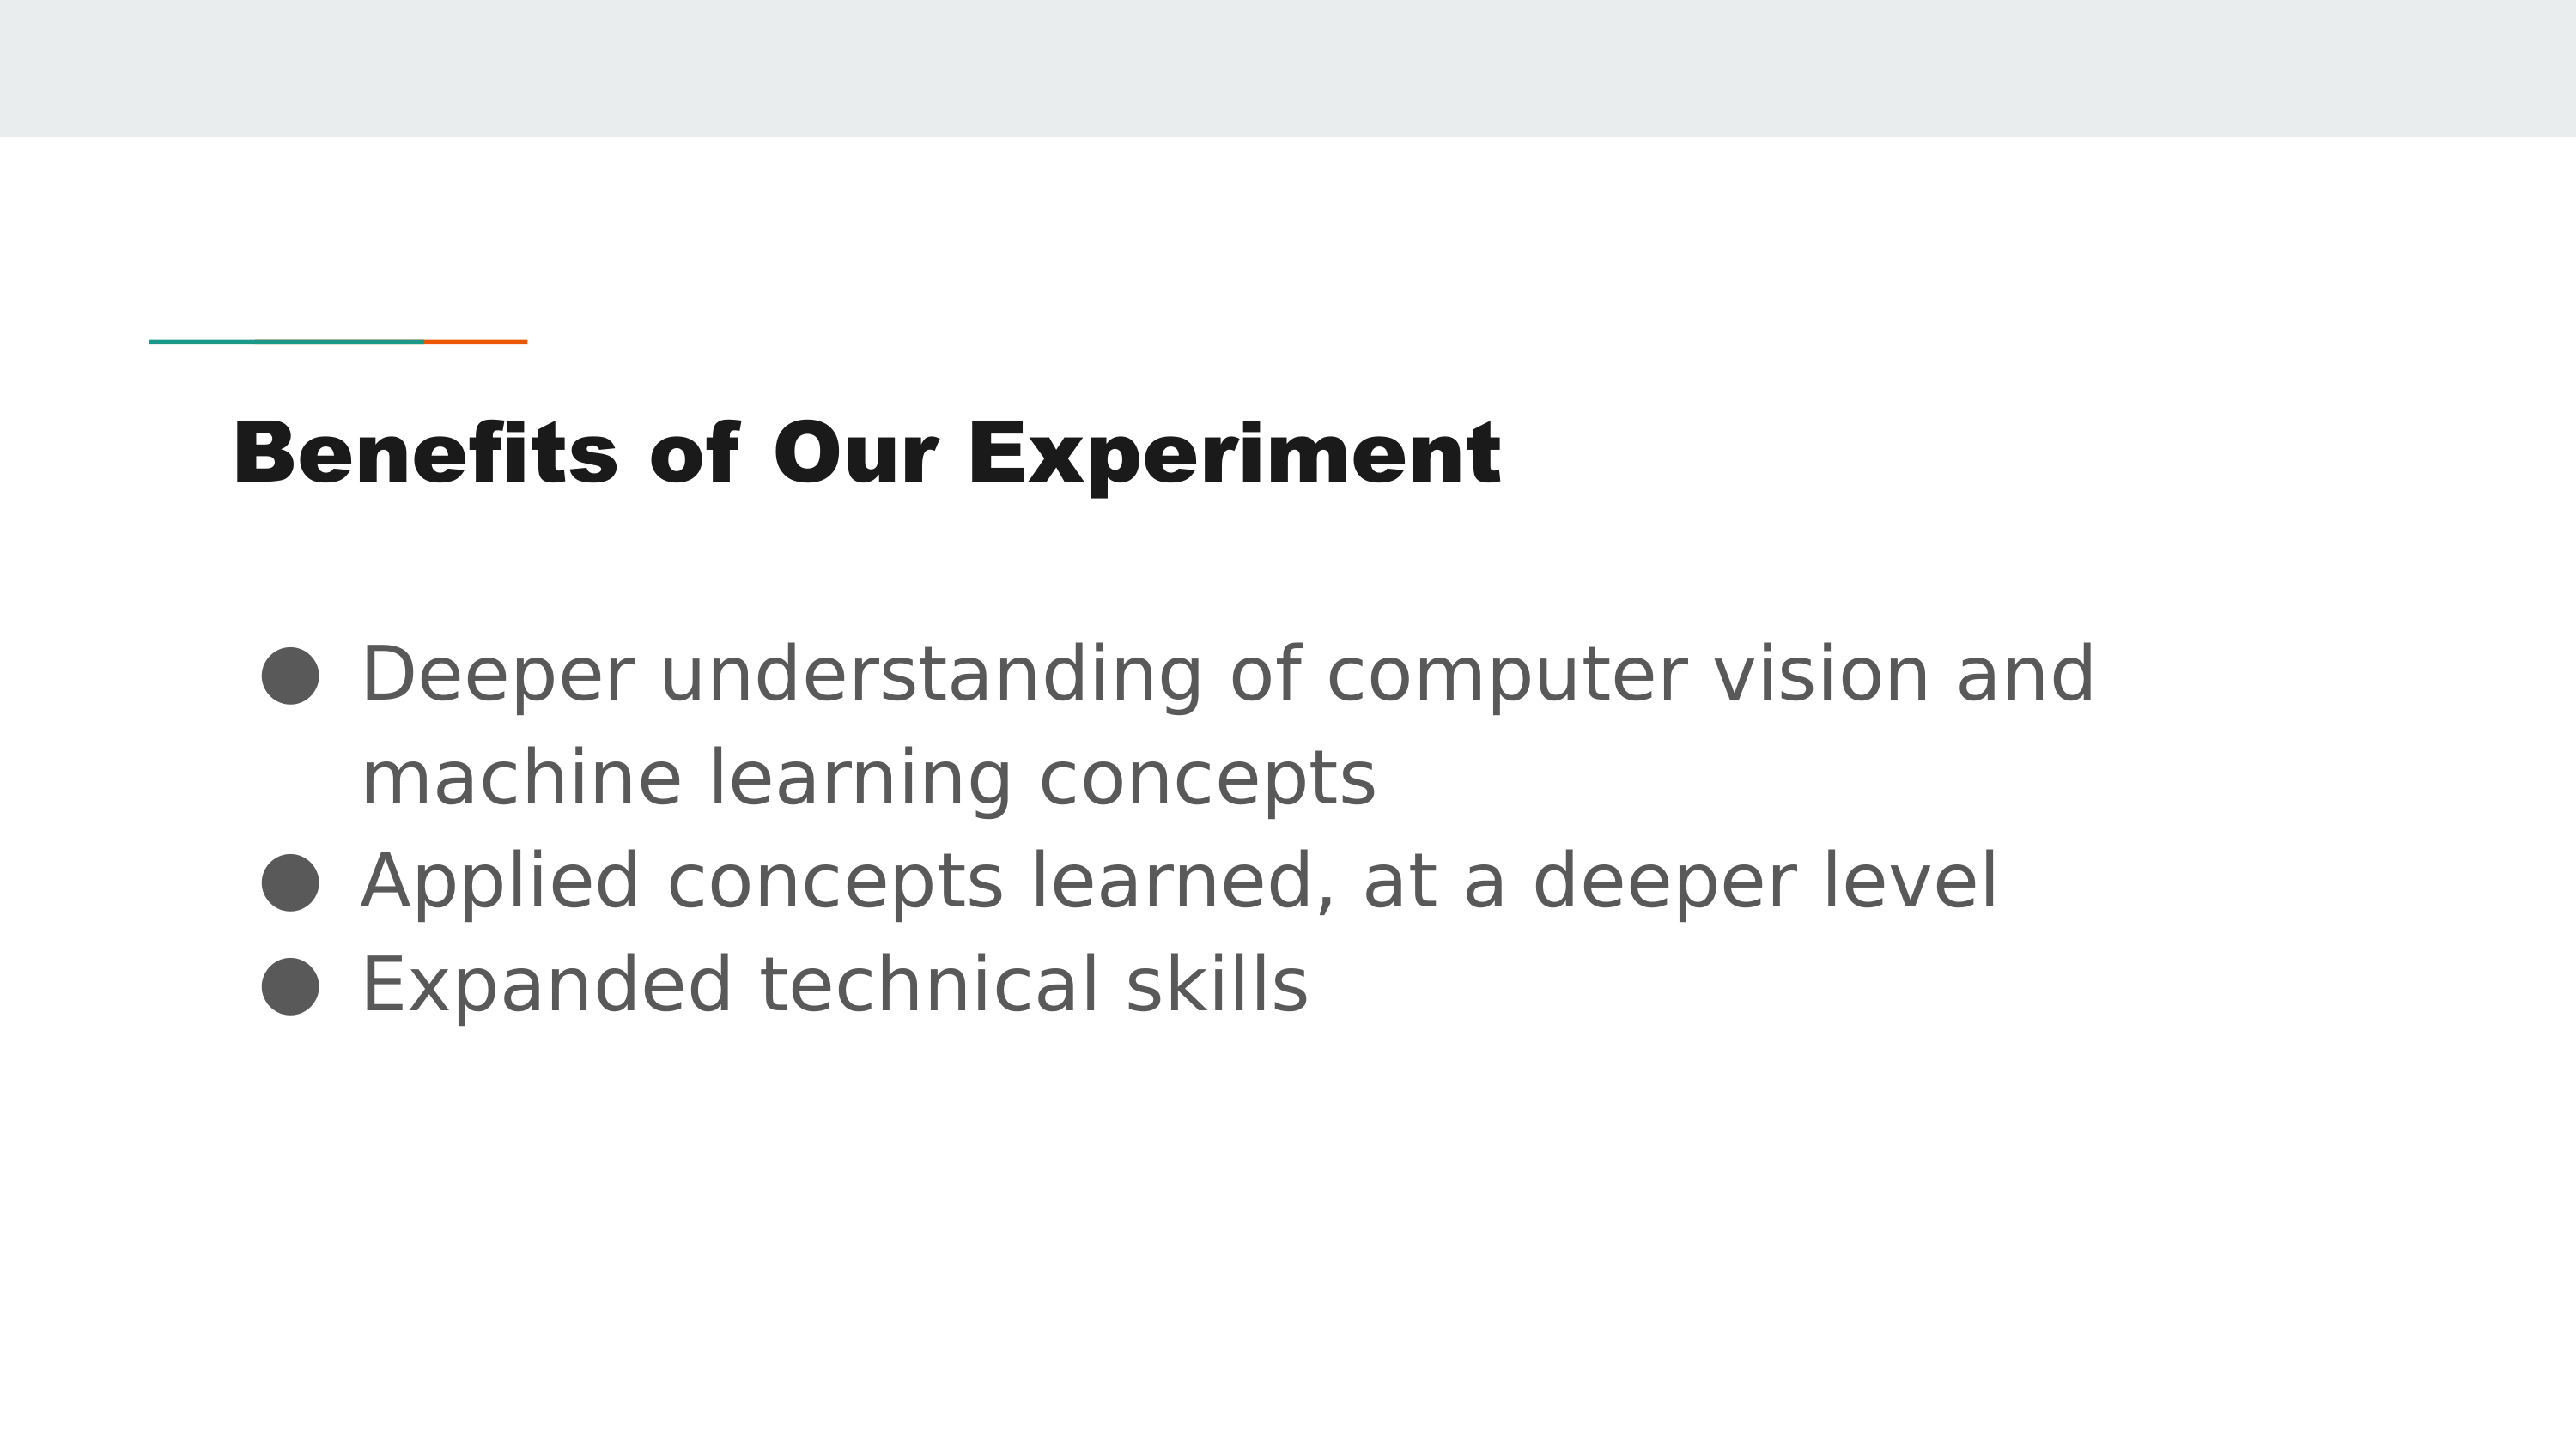 Benefits of Our Experiment
● Deeper understanding of computer vision and
machine learning concepts
● Applied concepts learned, at a deeper level
● Expanded technical skills